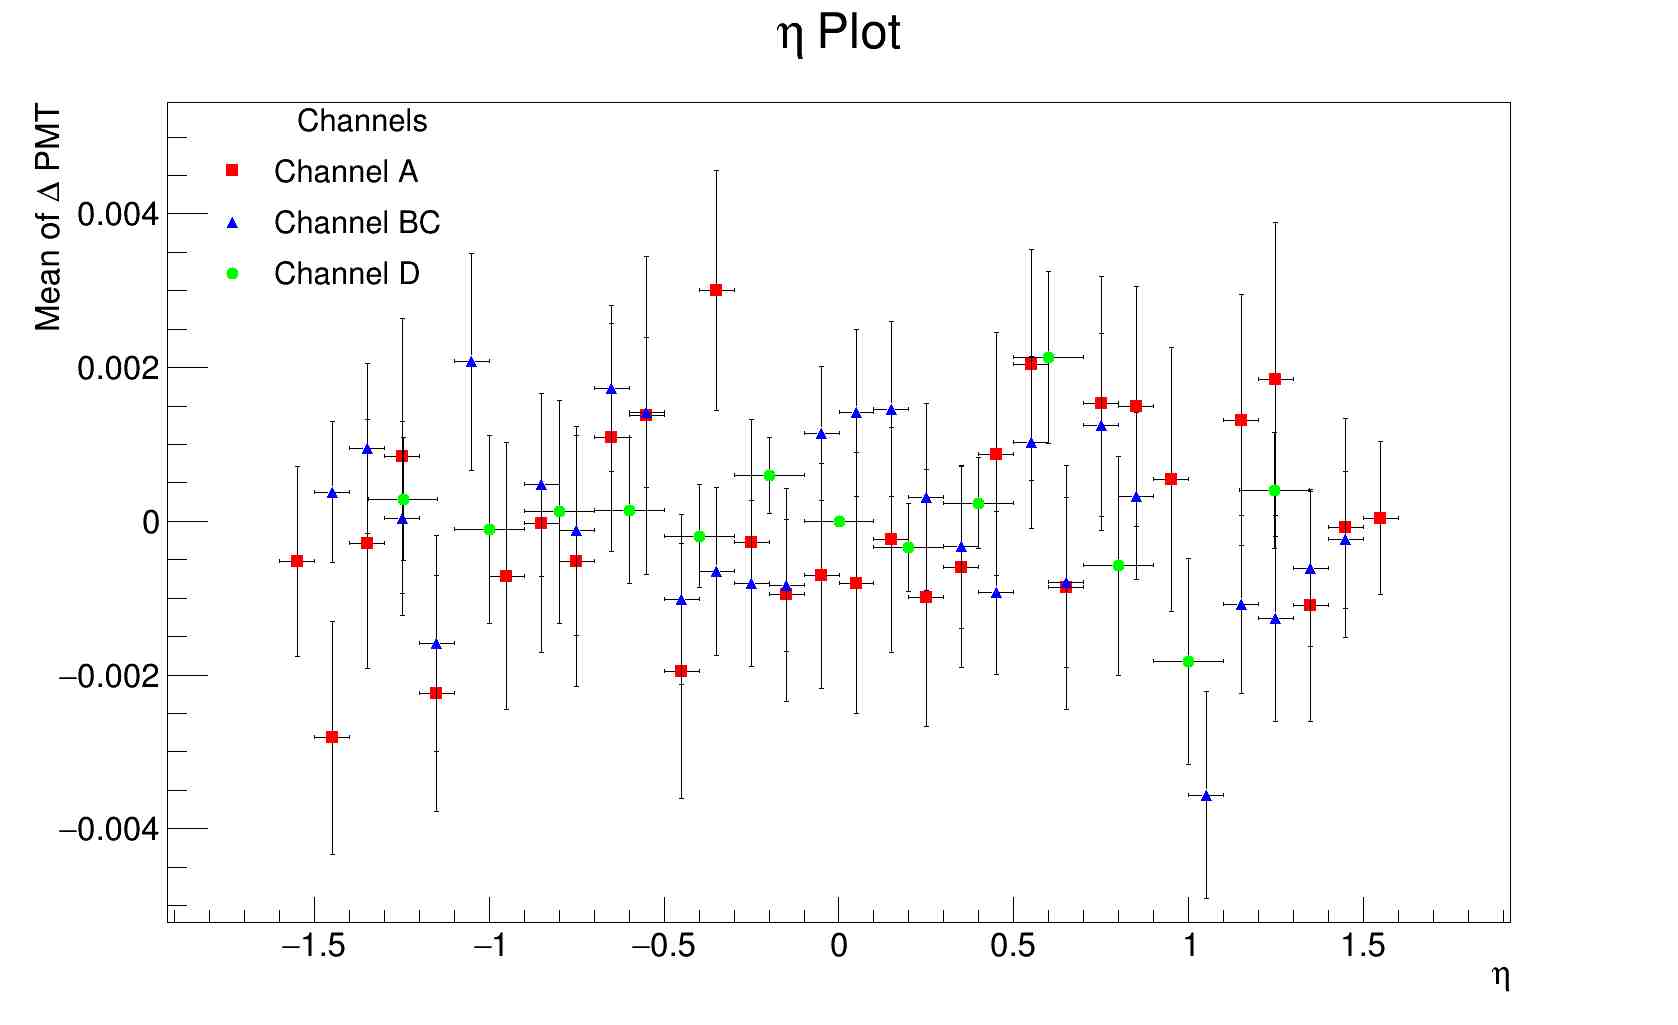 η Plot
Mean of Δ PMT
Channels
Channel A
Channel BC
Channel D
0.004
0.002
0
−0.002
−0.004
−1.5 −1 −0.5 0 0.5 1 1.5
η